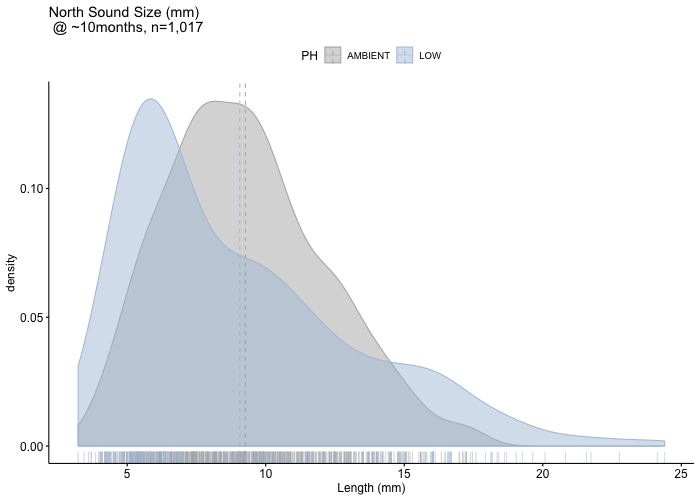 North Sound Size (mm)
@ ~10months, n=1,017
PH AMBIENT LOW
density
0.10
0.05
0.00
5 10 15 20 25
Length (mm)